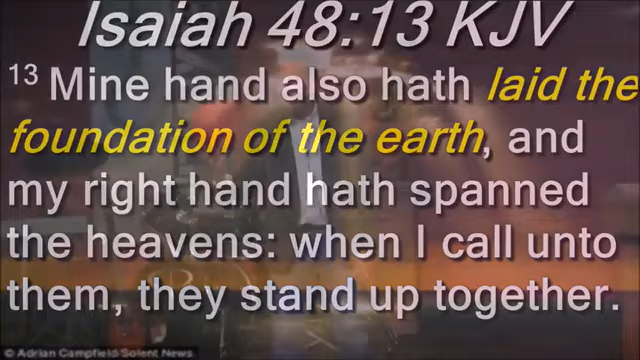 Isaiah 48:13 KJV
13 Mine hand also hath laid the
foundation of the earth, and
my right hand hath spanned
the heavens: when I call unto
them, they stand up together.
© Adrian Campfield/Solent News